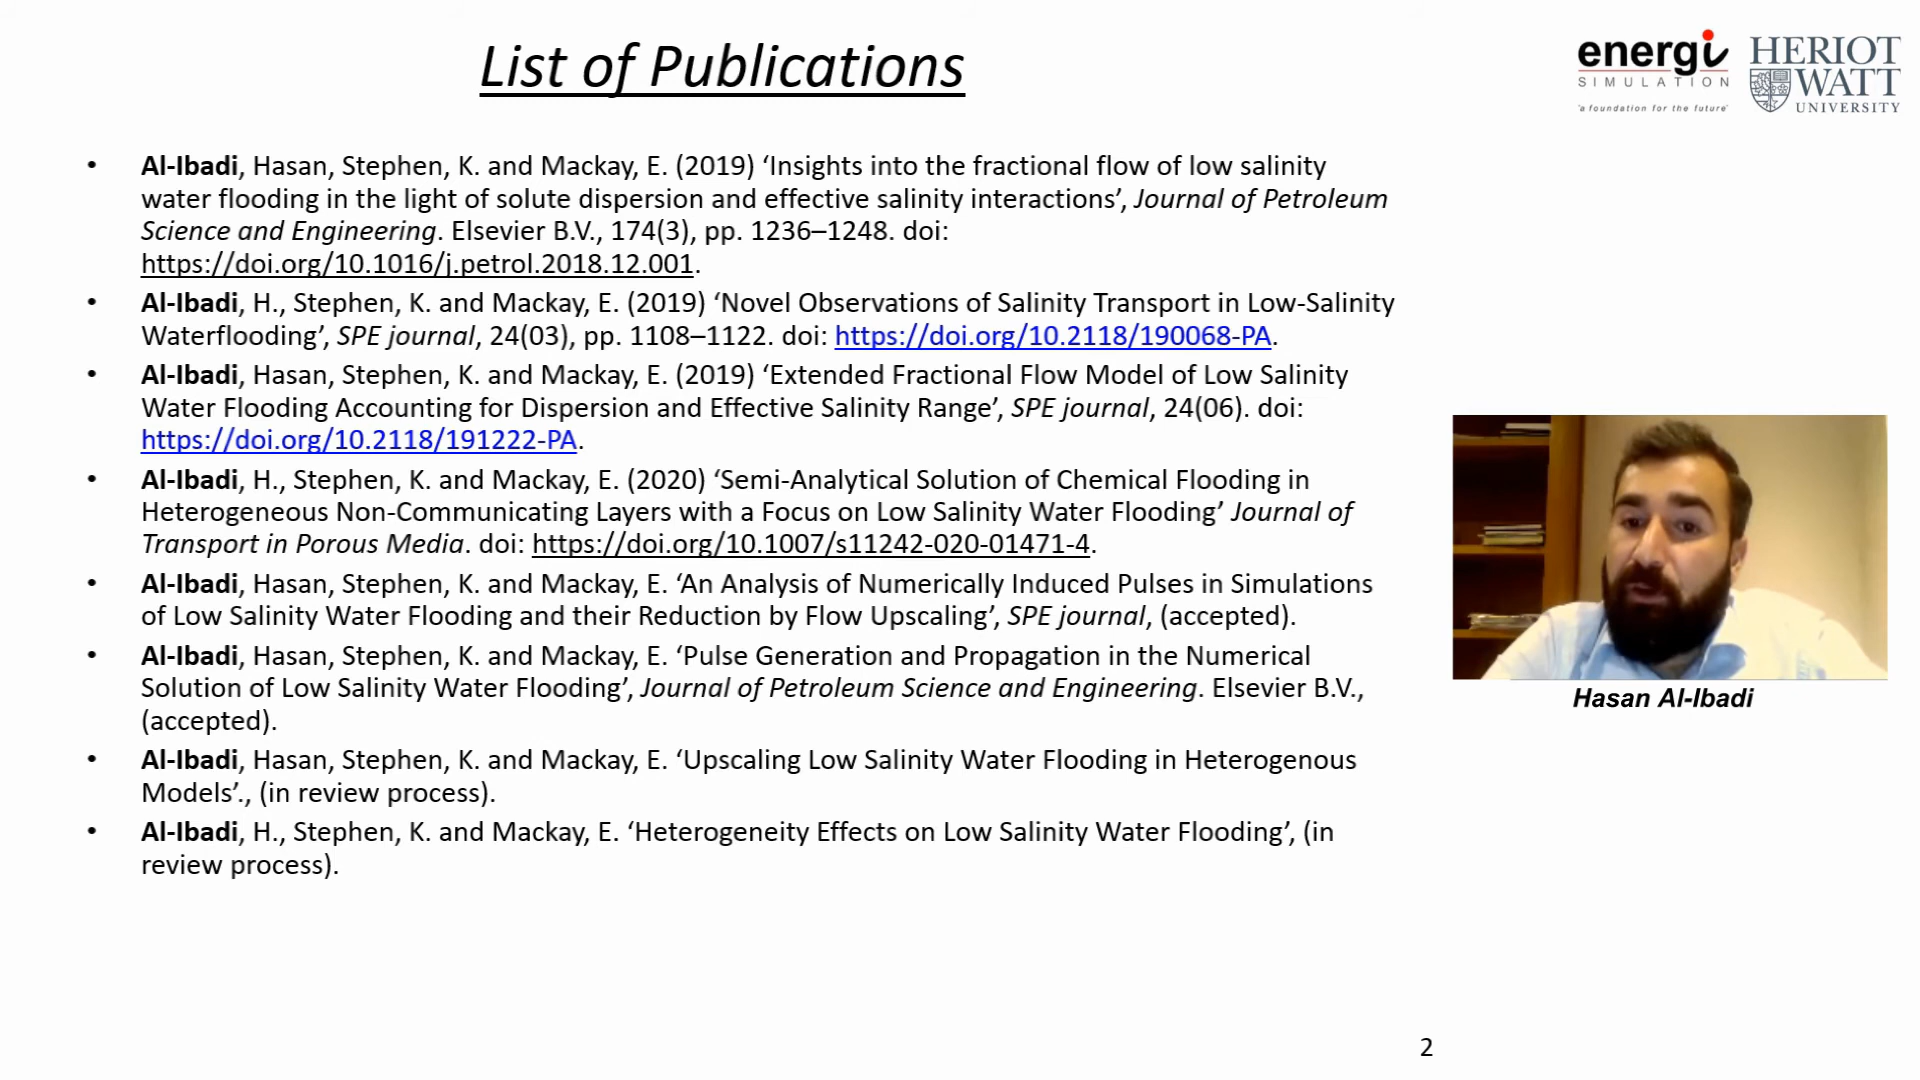 List of Publications
energi
SIMULATION
'a foundation for the future'
HERIOT
WATT
UNIVERSITY
• Al-Ibadi, Hasan, Stephen, K. and Mackay, E. (2019) ‘Insights into the fractional flow of low salinity
water flooding in the light of solute dispersion and effective salinity interactions’, Journal of Petroleum
Science and Engineering. Elsevier B.V., 174(3), pp. 1236–1248. doi:
https://doi.org/10.1016/j.petrol.2018.12.001.
• Al-Ibadi, H., Stephen, K. and Mackay, E. (2019) ‘Novel Observations of Salinity Transport in Low-Salinity
Waterflooding’, SPE journal, 24(03), pp. 1108–1122. doi: https://doi.org/10.2118/190068-PA.
• Al-Ibadi, Hasan, Stephen, K. and Mackay, E. (2019) ‘Extended Fractional Flow Model of Low Salinity
Water Flooding Accounting for Dispersion and Effective Salinity Range’, SPE journal, 24(06). doi:
https://doi.org/10.2118/191222-PA.
• Al-Ibadi, H., Stephen, K. and Mackay, E. (2020) ‘Semi-Analytical Solution of Chemical Flooding in
Heterogeneous Non-Communicating Layers with a Focus on Low Salinity Water Flooding’ Journal of
Transport in Porous Media. doi: https://doi.org/10.1007/s11242-020-01471-4.
• Al-Ibadi, Hasan, Stephen, K. and Mackay, E. ‘An Analysis of Numerically Induced Pulses in Simulations
of Low Salinity Water Flooding and their Reduction by Flow Upscaling’, SPE journal, (accepted).
• Al-Ibadi, Hasan, Stephen, K. and Mackay, E. ‘Pulse Generation and Propagation in the Numerical
Solution of Low Salinity Water Flooding’, Journal of Petroleum Science and Engineering. Elsevier B.V.,
(accepted).
• Al-Ibadi, Hasan, Stephen, K. and Mackay, E. ‘Upscaling Low Salinity Water Flooding in Heterogenous
Models’., (in review process).
• Al-Ibadi, H., Stephen, K. and Mackay, E. ‘Heterogeneity Effects on Low Salinity Water Flooding’, (in
review process).
Hasan Al-Ibadi
2